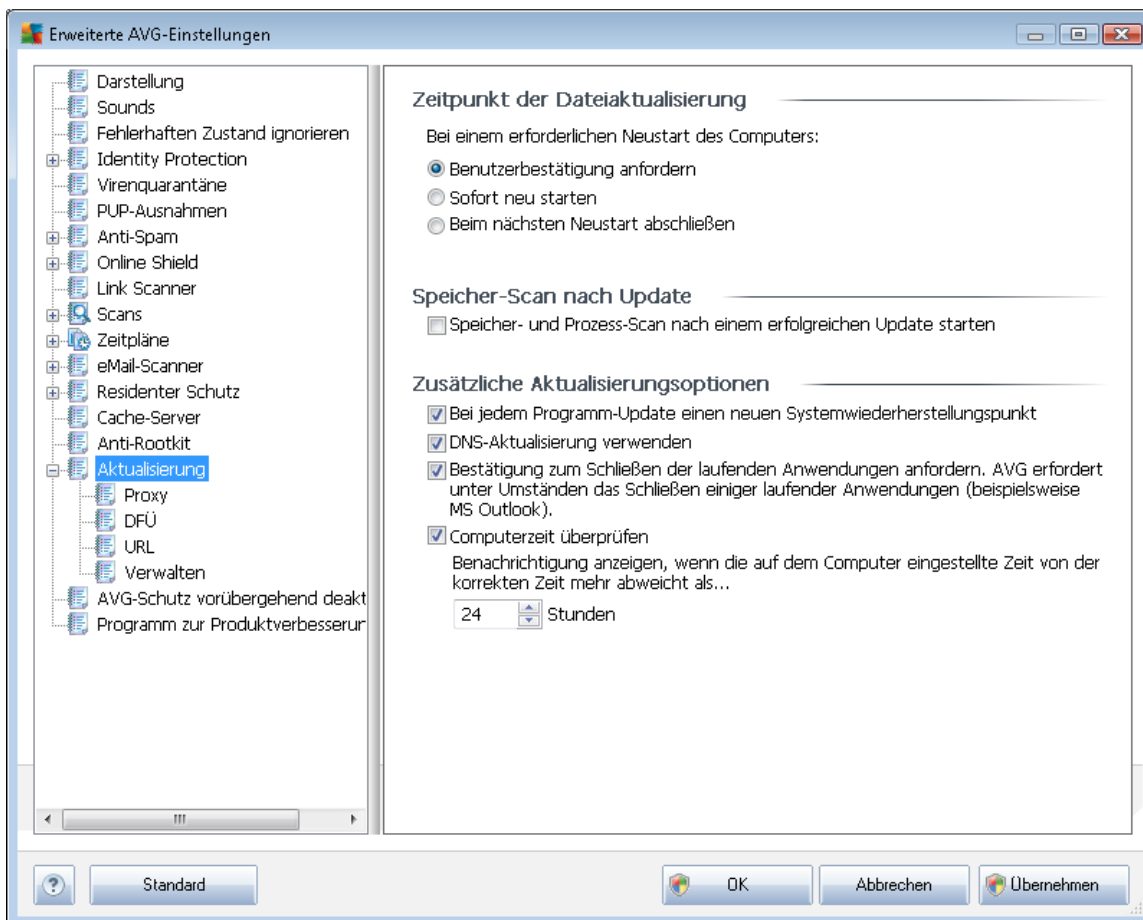 Erweiterte AVG-Einstellungen
Darstellung
Sounds
Fehlerhaften Zustand ignorieren
Identity Protection
Virenquarantäne
PUP-Ausnahmen
Anti-Spam
Online Shield
Link Scanner
Scans
Zeitpläne
eMail-Scanner
Residenter Schutz
Cache-Server
Anti-Rootkit
Aktualisierung
Proxy
DFÜ
URL
Verwalten
AVG-Schutz vorübergehend deakt
Programm zur Produktverbesserur
Zeitpunkt der Dateiaktualisierung
Bei einem erforderlichen Neustart des Computers:
Benutzerbestätigung anfordern
Sofort neu starten
Beim nächsten Neustart abschließen
Speicher-Scan nach Update
Speicher- und Prozess-Scan nach einem erfolgreichen Update starten
Zusätzliche Aktualisierungsoptionen
Bei jedem Programm-Update einen neuen Systemwiederherstellungspunkt
DNS-Aktualisierung verwenden
Bestätigung zum Schließen der laufenden Anwendungen anfordern. AVG erfordert
unter Umständen das Schließen einiger laufender Anwendungen (beispielsweise
MS Outlook).
Computerzeit überprüfen
Benachrichtigung anzeigen, wenn die auf dem Computer eingestellte Zeit von der
korrekten Zeit mehr abweicht als...
24 Stunden
? Standard OK Abbrechen Übernehmen